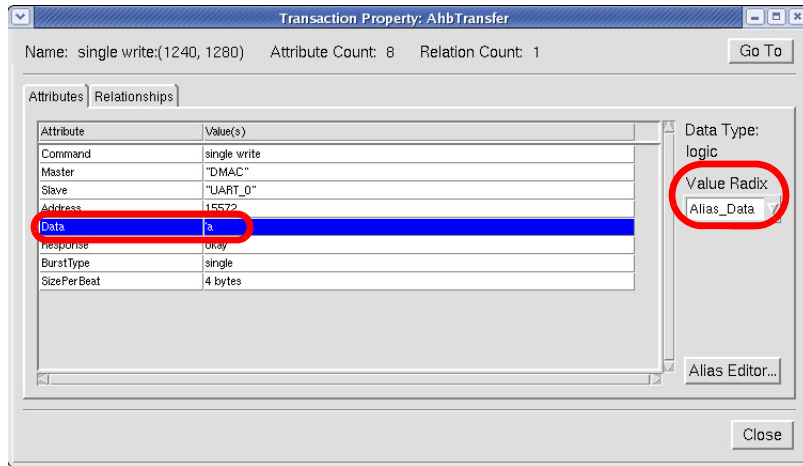 Transaction Property: AhbTransfer
Name: single write:(1240, 1280) Attribute Count: 8 Relation Count: 1 Go To
Attributes Relationships
Attribute Value(s)
Command single write
Master "DMAC"
Slave "UART_0"
Address 15572
Data 'a
Response okay
BurstType single
SizePerBeat 4 bytes
Data Type:
logic
Value Radix
Alias_Data
Alias Editor...
Close